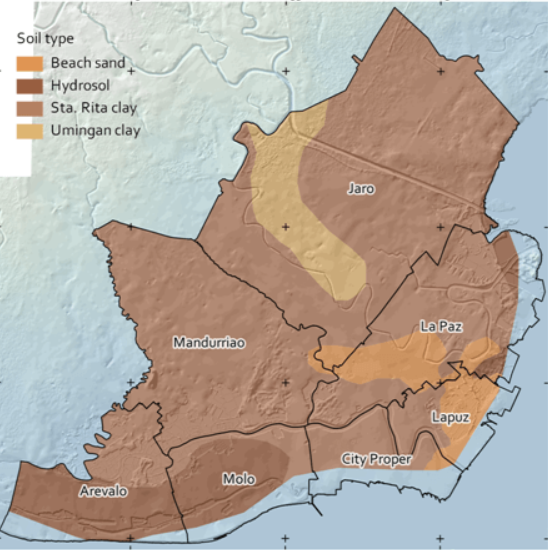 Soil type
Beach sand
Hydrosol
Sta. Rita clay
Umingan clay
Jaro
La Paz
Mandurriao
Lapuz
City Proper
Molo
Arevalo